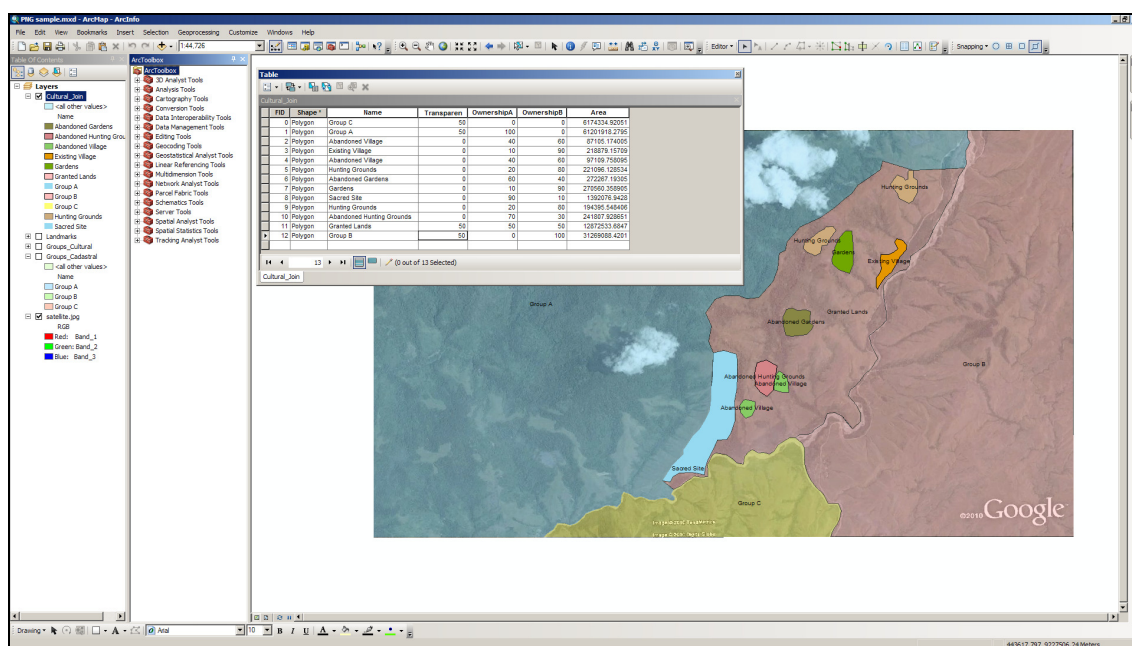 PNG sample.mxd - ArcMap - ArcInfo
File Edit View Bookmarks Insert Selection Geoprocessing Customize Windows Help
1:44,726
Editor
Snapping
Table Of Contents
Layers
Cultural_Join
<all other values>
Name
Abandoned Gardens
Abandoned Hunting Grou
Abandoned Village
Existing Village
Gardens
Granted Lands
Group A
Group B
Group C
Hunting Grounds
Sacred Site
Landmarks
Groups_Cultural
Groups_Cadastral
<all other values>
Name
Group A
Group B
Group C
satellite.jpg
RGB
Red: Band_1
Green: Band_2
Blue: Band_3
ArcToolbox
ArcToolbox
3D Analyst Tools
Analysis Tools
Cartography Tools
Conversion Tools
Data Interoperability Tools
Data Management Tools
Editing Tools
Geocoding Tools
Geostatistical Analyst Tools
Linear Referencing Tools
Multidimension Tools
Network Analyst Tools
Parcel Fabric Tools
Schematics Tools
Server Tools
Spatial Analyst Tools
Spatial Statistics Tools
Tracking Analyst Tools
Table
Cultural_Join
FID Shape * Name Transparen OwnershipA OwnershipB Area
0 Polygon Group C 50 0 0 6174334.92051
1 Polygon Group A 50 100 0 61201918.2795
2 Polygon Abandoned Village 0 40 60 87105.174005
3 Polygon Existing Village 0 10 90 218879.15709
4 Polygon Abandoned Village 0 40 60 97109.758095
5 Polygon Hunting Grounds 0 20 80 221096.128534
6 Polygon Abandoned Gardens 0 60 40 272267.19305
7 Polygon Gardens 0 10 90 270560.358905
8 Polygon Sacred Site 0 90 10 1392076.9428
9 Polygon Hunting Grounds 0 20 80 194395.548406
10 Polygon Abandoned Hunting Grounds 0 70 30 241807.928651
11 Polygon Granted Lands 50 50 50 12872533.6847
12 Polygon Group B 50 0 100 31269088.4201
13 (0 out of 13 Selected)
Cultural_Join
Hunting Grounds
Hunting Grounds
Gardens
Existing Village
Group A
Granted Lands
Abandoned Gardens
Group B
Abandoned Hunting Grounds
Abandoned Village
Abandoned Village
Sacred Site
Group C
©2010 Google
Drawing
Arial
10
B I U A
443617.797 9227506.24 Meters